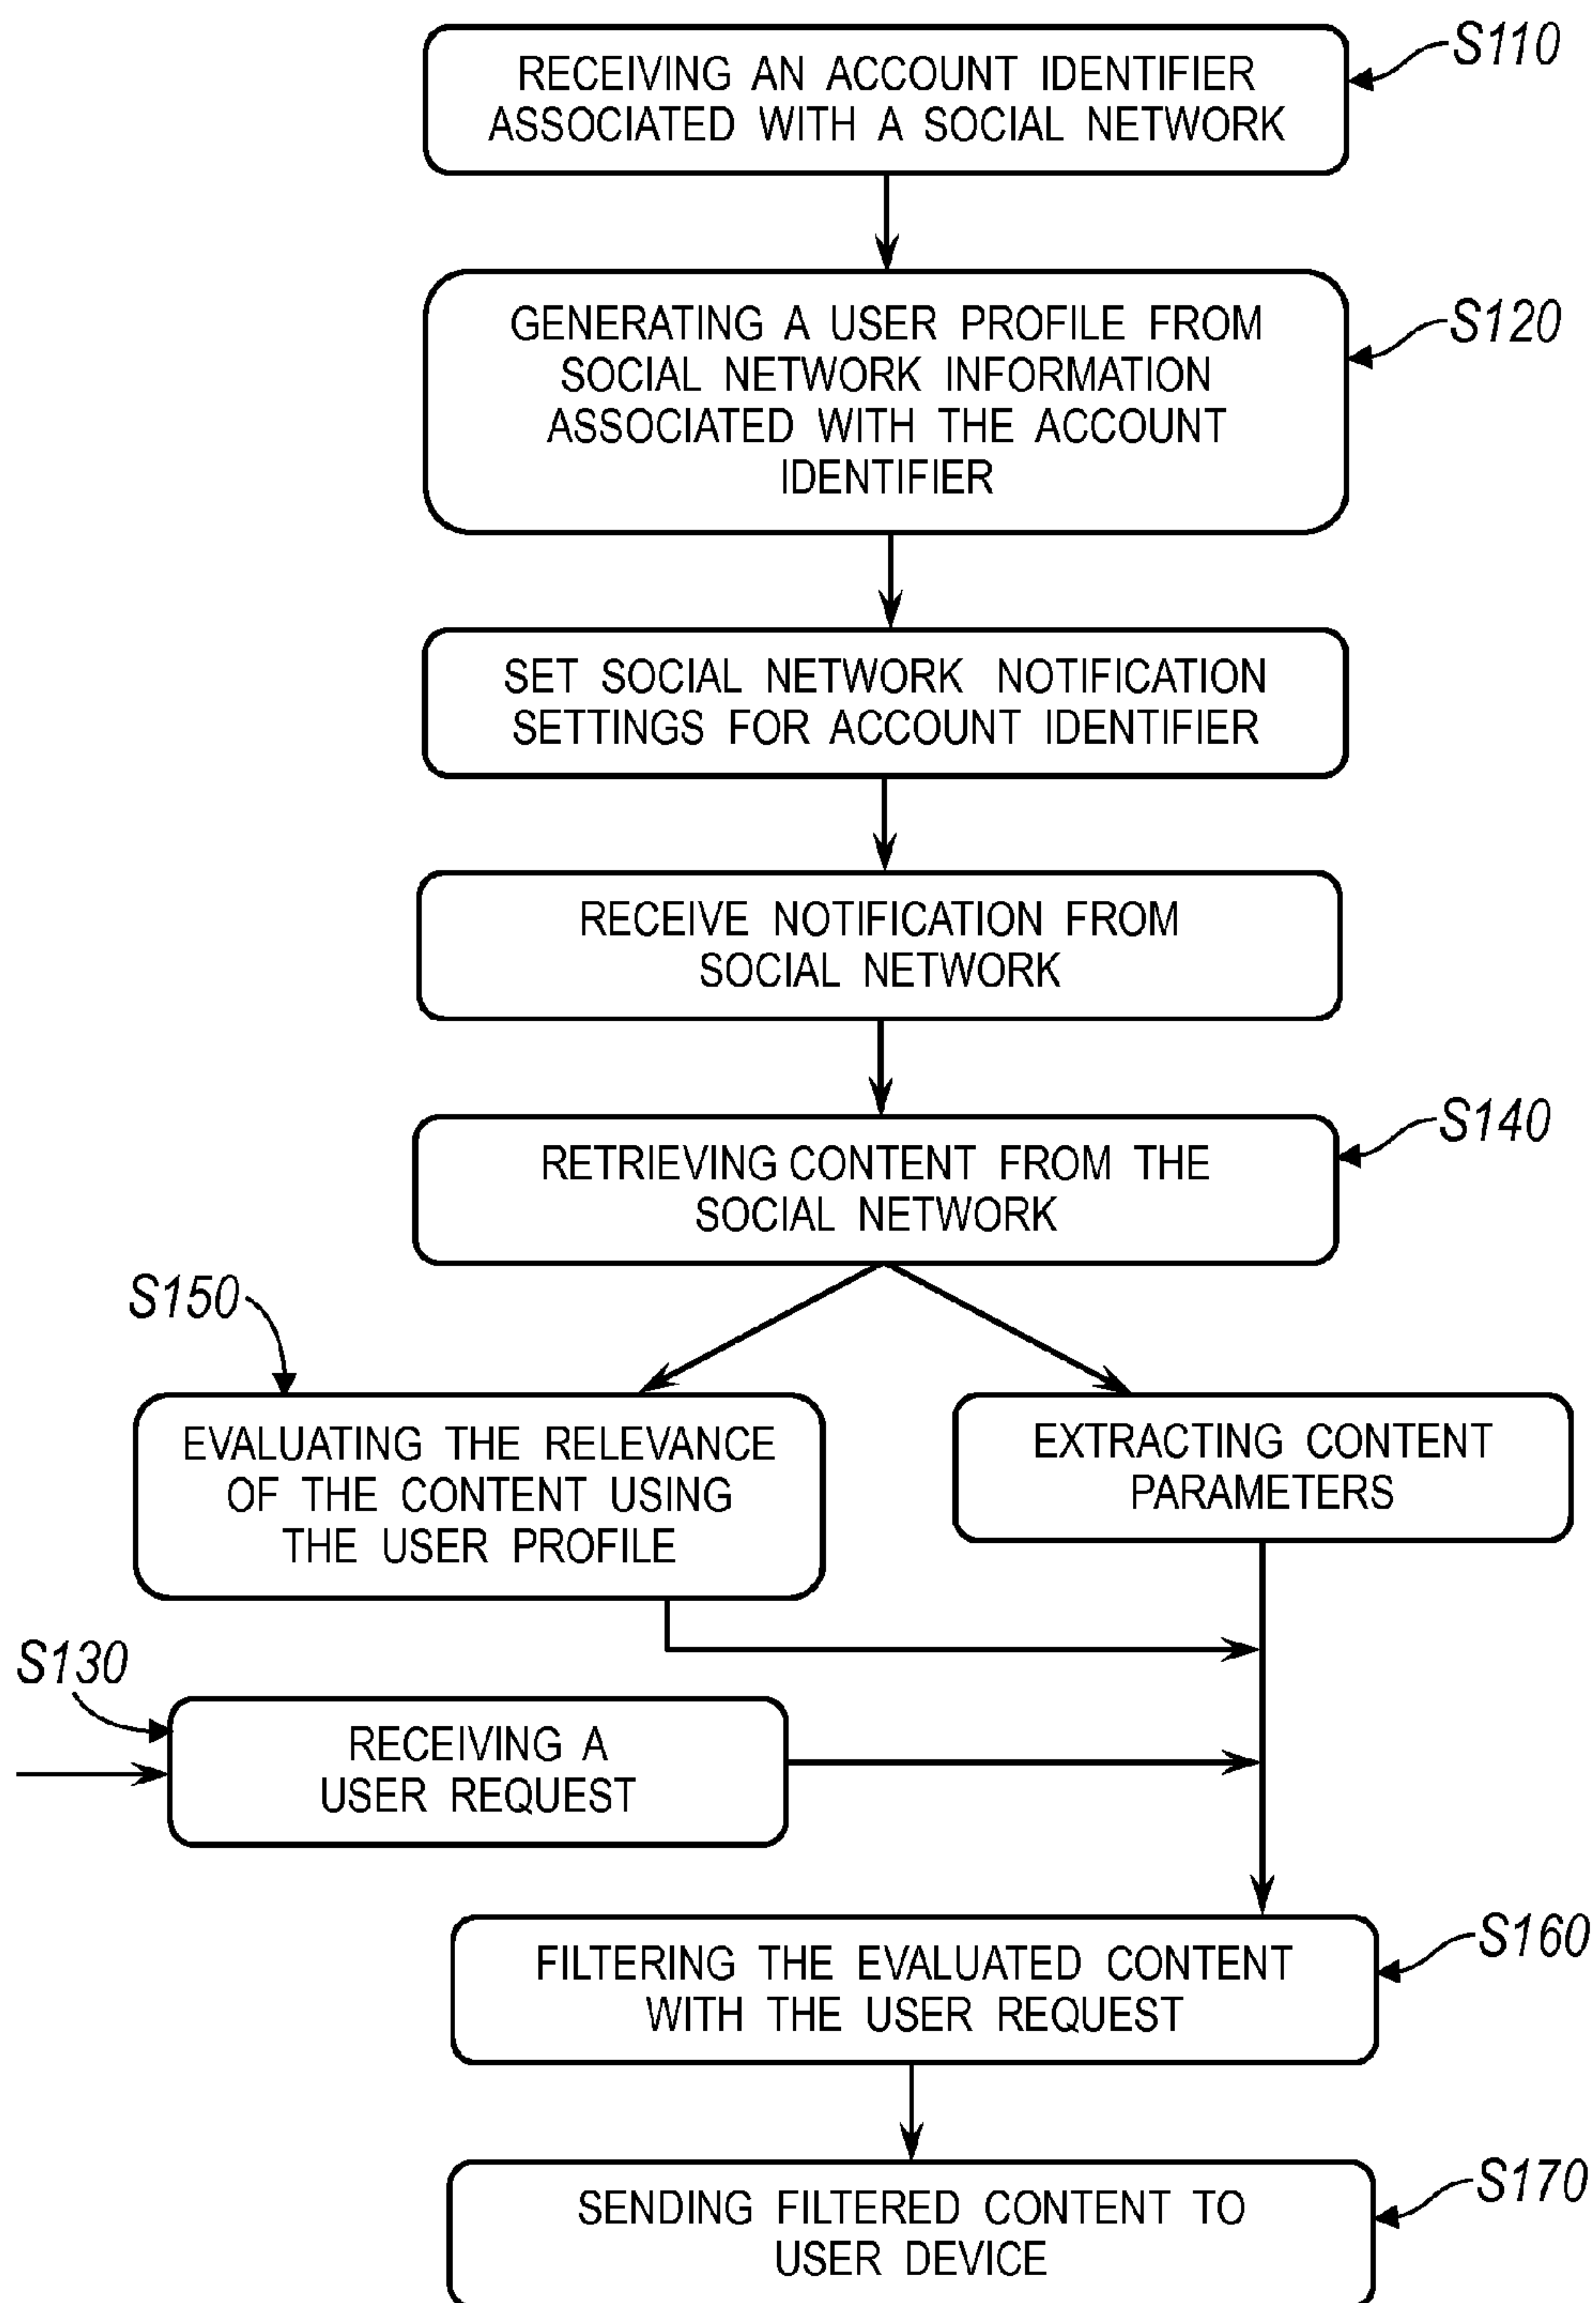 S110
RECEIVING AN ACCOUNT IDENTIFIER
ASSOCIATED WITH A SOCIAL NETWORK
S120
GENERATING A USER PROFILE FROM
SOCIAL NETWORK INFORMATION
ASSOCIATED WITH THE ACCOUNT
IDENTIFIER
SET SOCIAL NETWORK NOTIFICATION
SETTINGS FOR ACCOUNT IDENTIFIER
RECEIVE NOTIFICATION FROM
SOCIAL NETWORK
S140
RETRIEVING CONTENT FROM THE
SOCIAL NETWORK
S150
EVALUATING THE RELEVANCE
OF THE CONTENT USING
THE USER PROFILE
EXTRACTING CONTENT
PARAMETERS
S130
RECEIVING A
USER REQUEST
S160
FILTERING THE EVALUATED CONTENT
WITH THE USER REQUEST
S170
SENDING FILTERED CONTENT TO
USER DEVICE